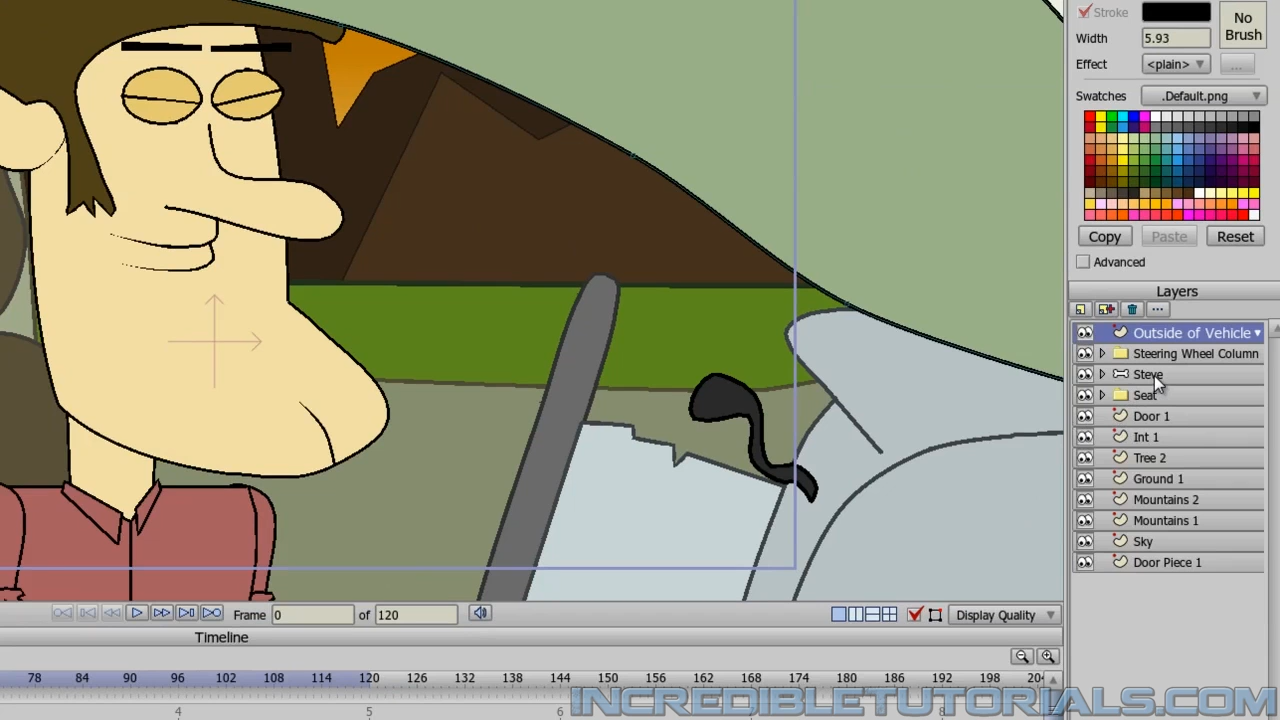 Stroke
No
Brush
Width 5.93
Effect <plain> ▾ ...
Swatches .Default.png
Copy Paste Reset
Advanced
Layers
...
Outside of Vehicle
Steering Wheel Column
Steve
Seat
Door 1
Int 1
Tree 2
Ground 1
Mountains 2
Mountains 1
Sky
Door Piece 1
Frame 0 of 120 Display Quality
Timeline
78 84 90 96 102 108 114 120 126 132 138 144 150 156 162 168 174 180 186 192 198 204
4 5 6
INCREDIBLETUTORIALS.COM